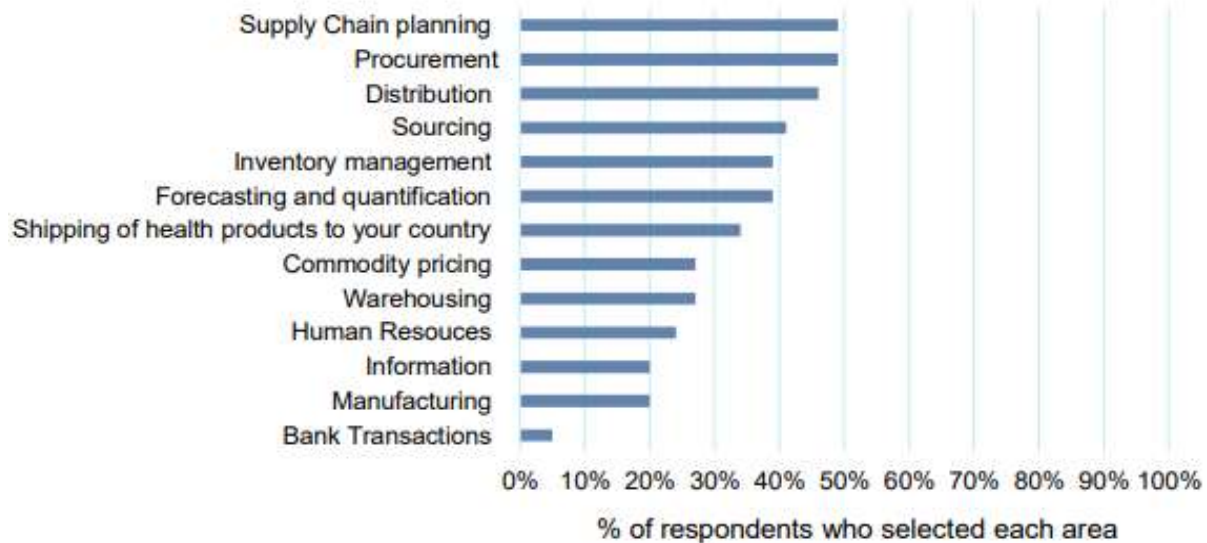 Supply Chain planning
Procurement
Distribution
Sourcing
Inventory management
Forecasting and quantification
Shipping of health products to your country
Commodity pricing
Warehousing
Human Resouces
Information
Manufacturing
Bank Transactions
0% 10% 20% 30% 40% 50% 60% 70% 80% 90% 100%
% of respondents who selected each area